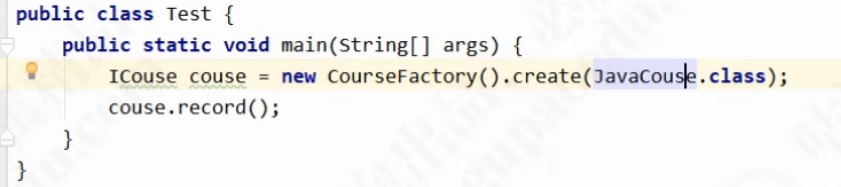 public class Test {
    public static void main(String[] args) {
        ICouse couse = new CourseFactory().create(JavaCouse.class);
        couse.record();
    }
}